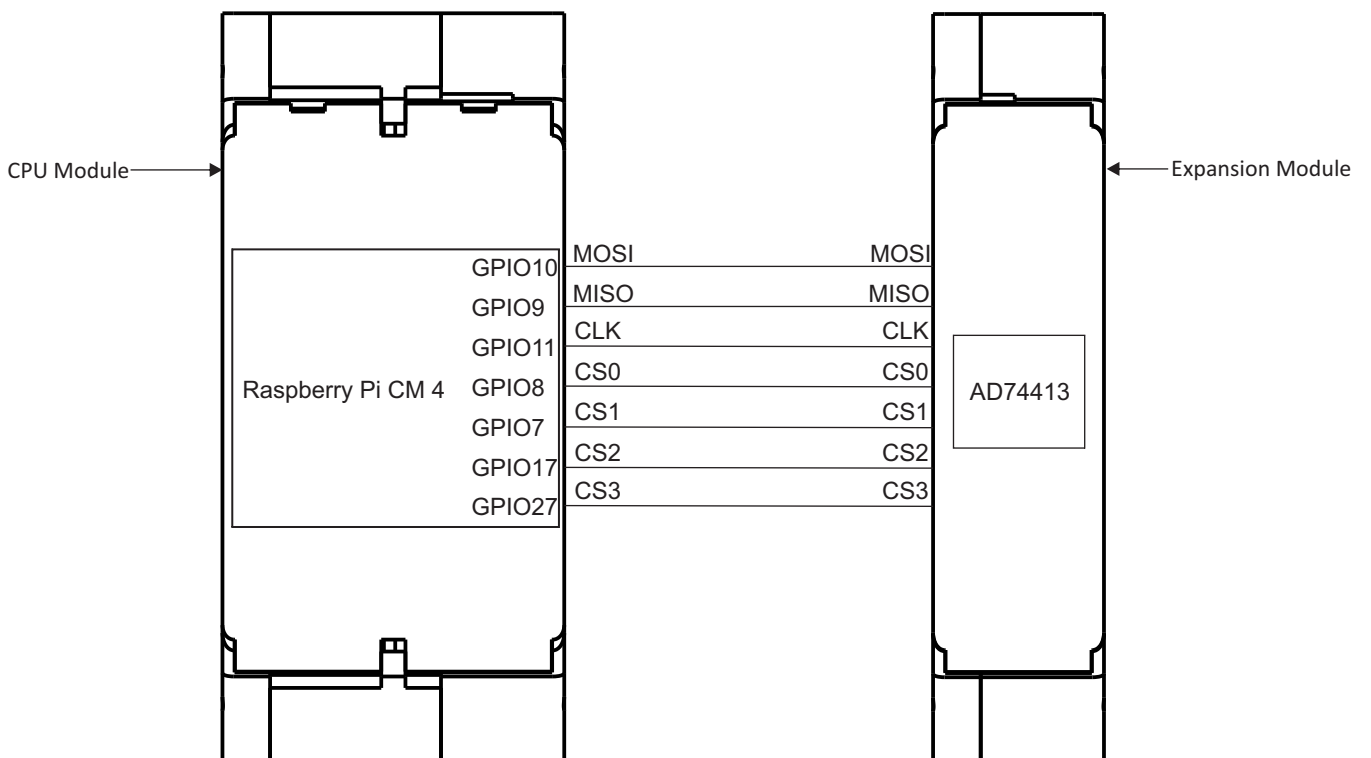 CPU Module
Expansion Module
MOSI MOSI
GPIO10
MISO MISO
GPIO9
CLK CLK
GPIO11
CS0 CS0
Raspberry Pi CM 4 GPIO8 AD74413
CS1 CS1
GPIO7
CS2 CS2
GPIO17
CS3 CS3
GPIO27